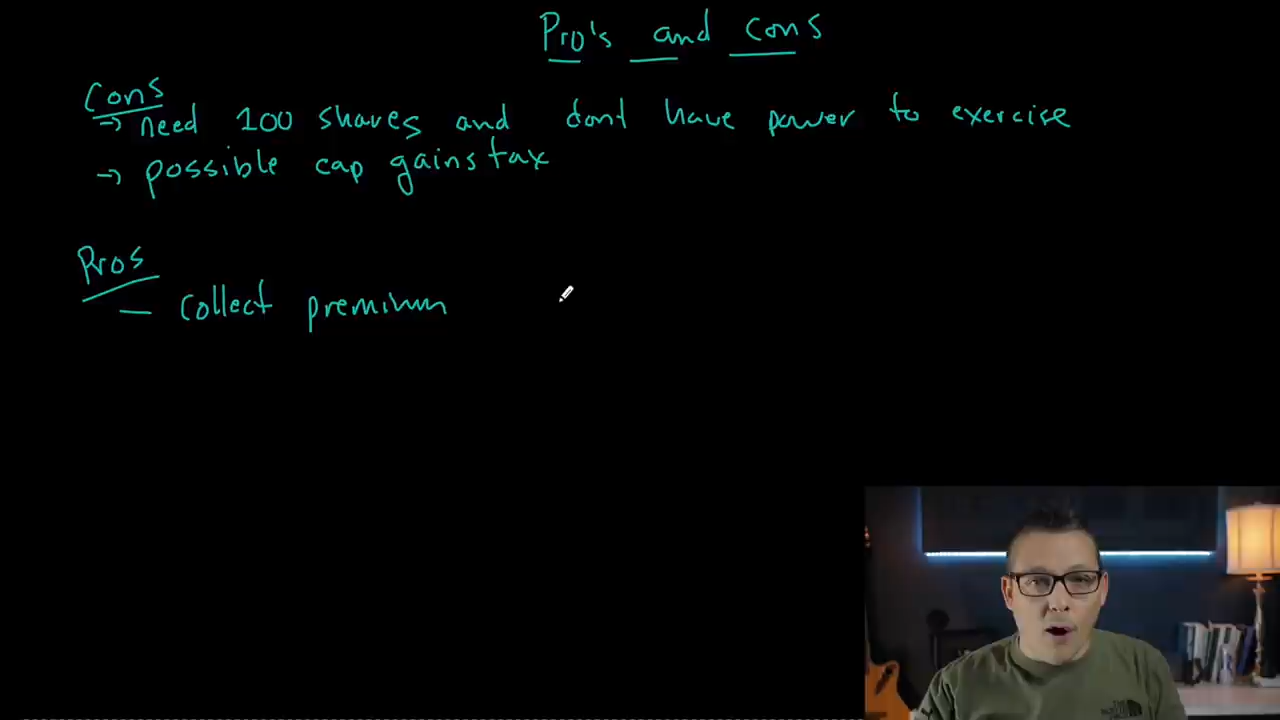 Pro's and cons
Cons
→ need 100 shares and dont have power to exercise
→ possible cap gains tax
Pros
— collect premium